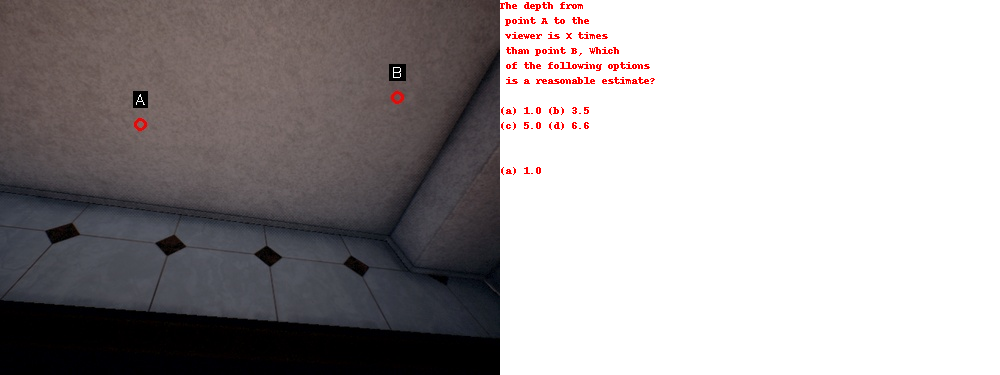 A
B
The depth from
point A to the
viewer is X times
than point B, Which
of the following options
is a reasonable estimate?
(a) 1.0 (b) 3.5
(c) 5.0 (d) 6.6
(a) 1.0